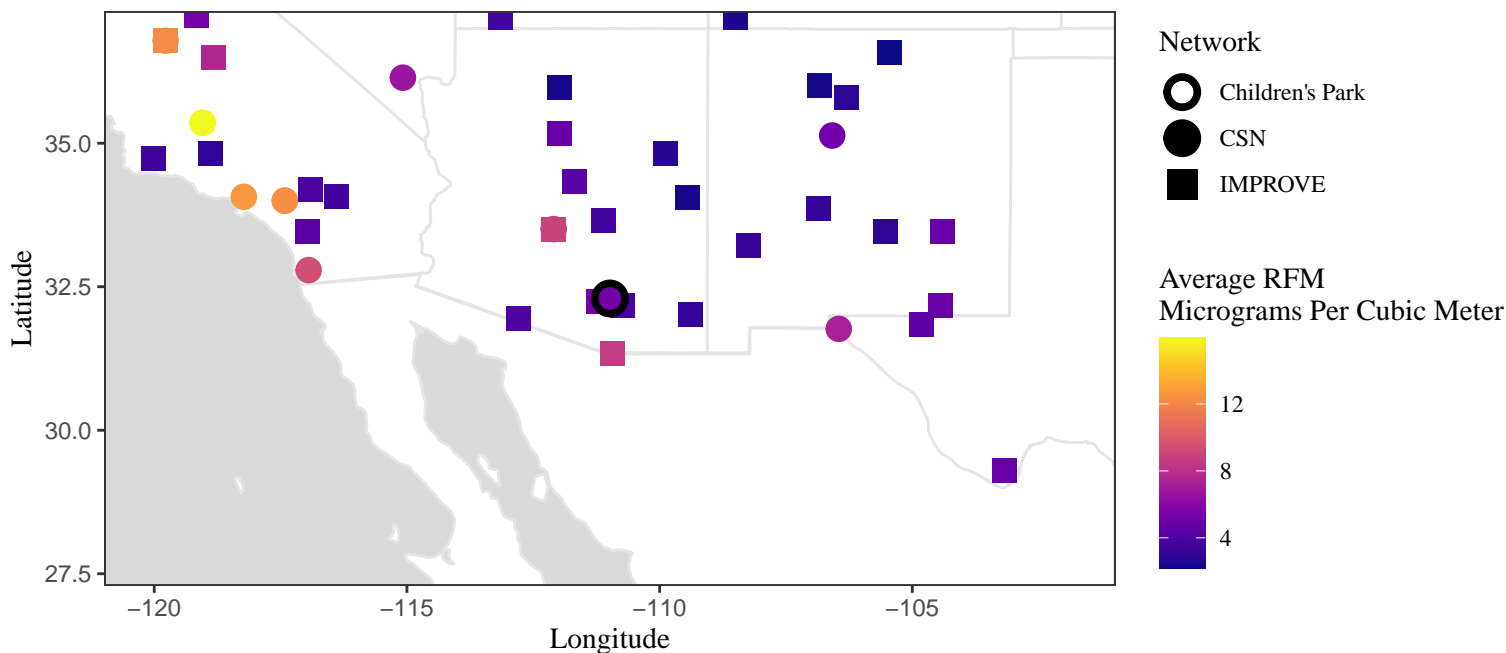 35.0
32.5
30.0
27.5
−120
−115
−110
−105
Longitude
Latitude
Network
Children's Park
CSN
IMPROVE
Average RFM
Micrograms Per Cubic Meter
12
8
4